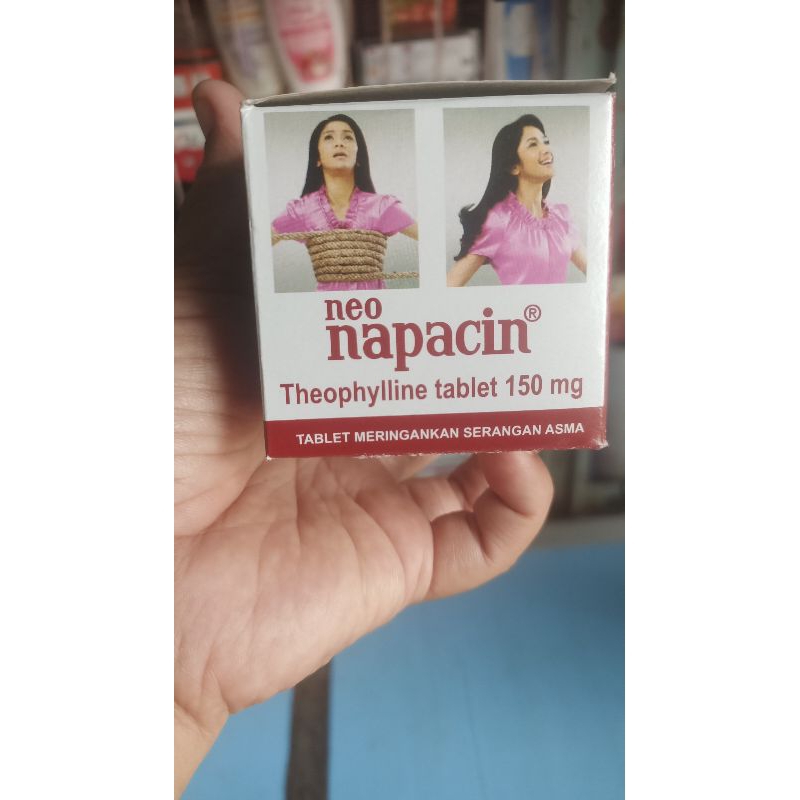 neo
napacin®
Theophylline tablet 150 mg
TABLET MERINGANKAN SERANGAN ASMA